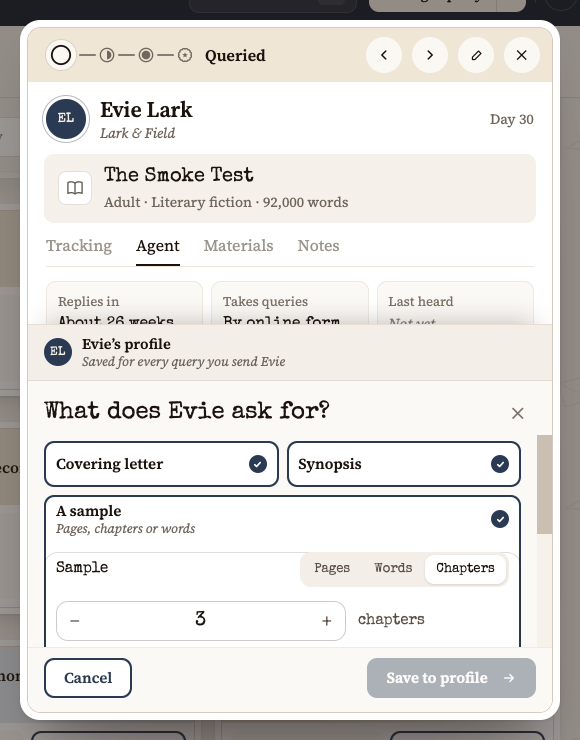 Queried
EL
Evie Lark
Lark & Field
Day 30
The Smoke Test
Adult · Literary fiction · 92,000 words
Tracking
Agent
Materials
Notes
Replies in
Takes queries
Last heard
About 26 weeks
By online form
Not yet
EL
Evie's profile
Saved for every query you send Evie
What does Evie ask for?
Covering letter
Synopsis
A sample
Pages, chapters or words
Sample
Pages
Words
Chapters
3
chapters
Cancel
Save to profile